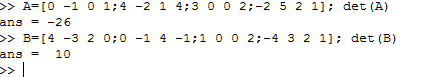 >> A=[0 -1 0 1;4 -2 1 4;3 0 0 2;-2 5 2 1]; det(A)
ans = -26
>> B=[4 -3 2 0;0 -1 4 -1;1 0 0 2;-4 3 2 1]; det(B)
ans =  10
>>